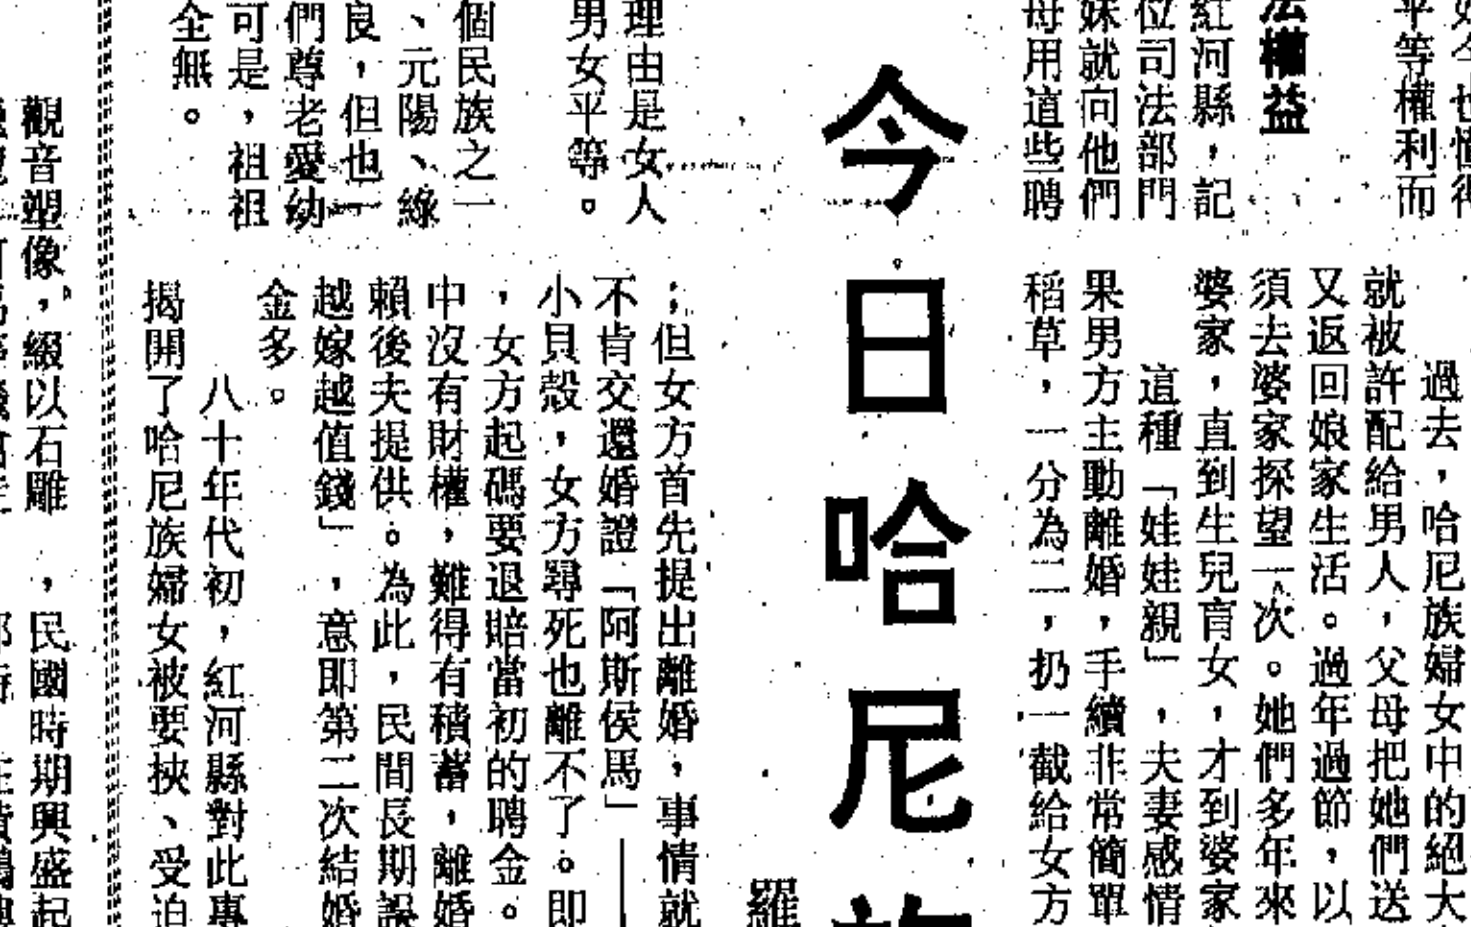 今也懂得
平等權利而
法權益
紅河縣，記
位司法部門
妹就向他們
母用這些聘
過去，哈尼族婦女中的絕大
就被許配給男人，父母把她們送
又返回娘家生活。過年過節，以
須去婆家探望一次。她們多年來
婆家，直到生兒育女，才到婆家
這種「娃娃親」，夫妻感情
果男方主動離婚，手續非常簡單
稻草，一分為二，扔一截給女方
今日哈尼
羅
理由是女人
男女平等。
個民族之一
、元陽、綠
良，但也一
們尊老愛幼
可是，祖祖
全無。
；但女方首先提出離婚，事情就
不肯交還婚證「阿斯侯馬」——
小貝殼，女方尋死也離不了。即
，女方起碼要退賠當初的聘金。
中沒有財權，難得有積蓄，離婚
賴後夫提供。為此，民間長期誤
越嫁越值錢」，意即第二次結婚
金多。
八十年代初，紅河縣對此專
揭開了哈尼族婦女被要挾、受迫
觀音塑像，綴以石雕，民國時期興盛起